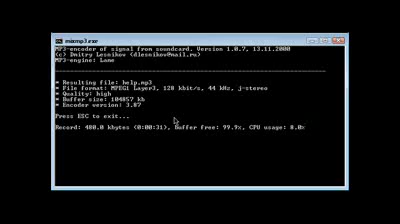 mixmp3.exe
MP3-encoder of signal from soundcard, Version 1.0.7, 13.11.2000
(c) Dmitry Lesnikov (dlesnikov@mail.ru)
MP3-engine: Lame
* Resulting file: help.mp3
* File format: MPEG1 Layer3, 128 kbit/s, 44 kHz, j-stereo
* Quality: high
* Buffer size: 104857 kb
* Encoder version: 3.87
Press ESC to exit...
Record: 480.0 kbytes (0:00:31), Buffer free: 99.9%, CPU usage: 8.0%